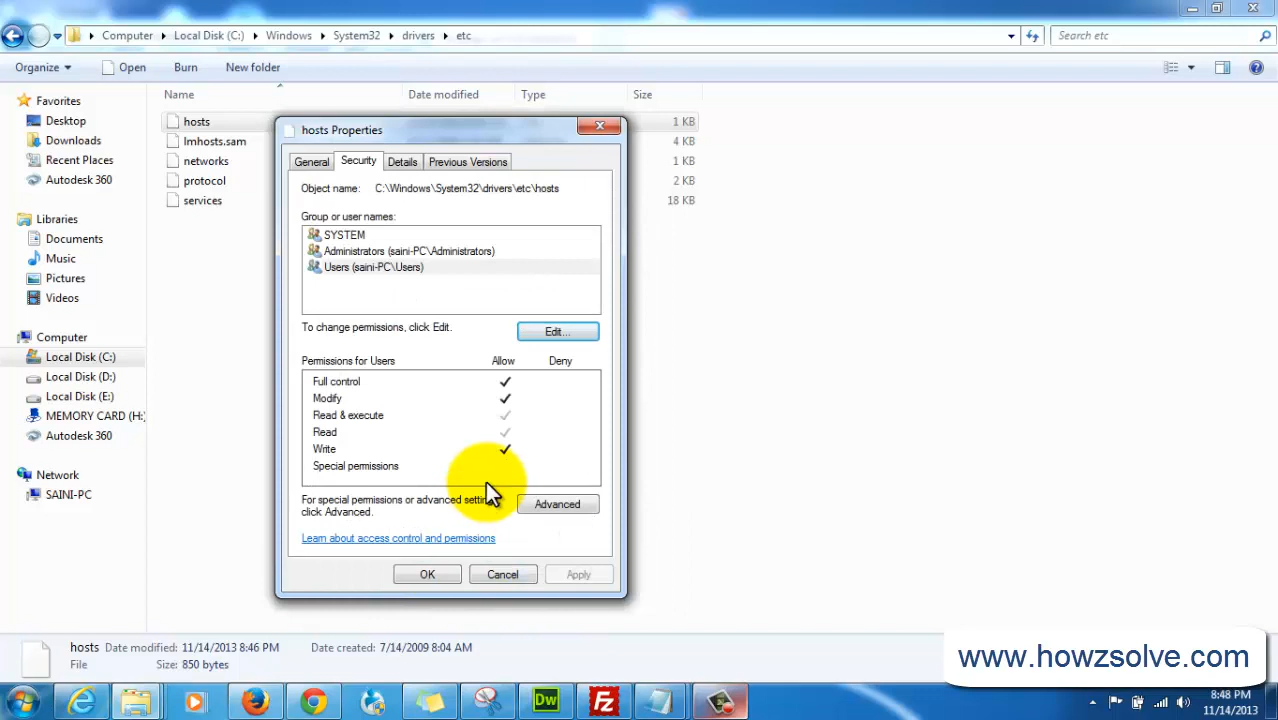 Computer Local Disk (C:) Windows System32 drivers etc Search etc
Organize Open Burn New folder
Name Date modified Type Size
Favorites
Desktop
Downloads
Recent Places
Autodesk 360
Libraries
Documents
Music
Pictures
Videos
Computer
Local Disk (C:)
Local Disk (D:)
Local Disk (E:)
MEMORY CARD (H:)
Autodesk 360
Network
SAINI-PC
hosts 1 KB
lmhosts.sam 4 KB
networks 1 KB
protocol 2 KB
services 18 KB
hosts Properties
General Security Details Previous Versions
Object name: C:\Windows\System32\drivers\etc\hosts
Group or user names:
SYSTEM
Administrators (saini-PC\Administrators)
Users (saini-PC\Users)
To change permissions, click Edit. Edit...
Permissions for Users Allow Deny
Full control
Modify
Read & execute
Read
Write
Special permissions
For special permissions or advanced settings,
click Advanced. Advanced
Learn about access control and permissions
OK Cancel Apply
hosts Date modified: 11/14/2013 8:46 PM Date created: 7/14/2009 8:04 AM
File Size: 850 bytes
www.howzsolve.com
Dw Fz
8:48 PM
11/14/2013